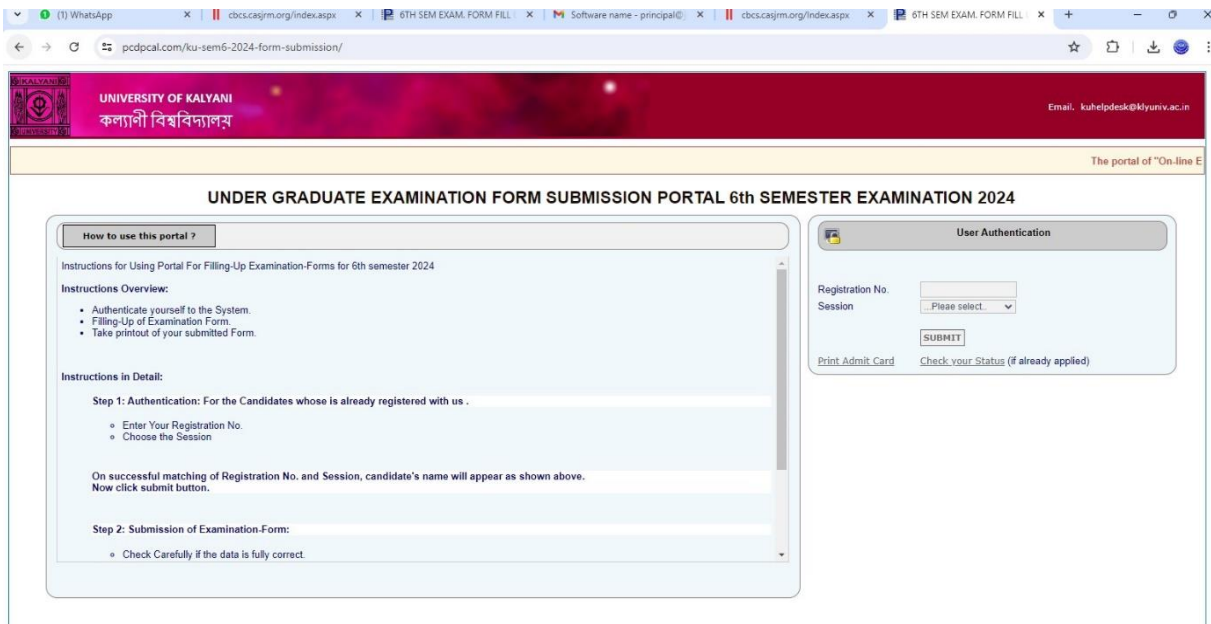 (1) WhatsApp
cbcs.casjrm.org/index.aspx
6TH SEM EXAM. FORM FILL
Software name - principal@
cbcs.casjrm.org/index.aspx
6TH SEM EXAM. FORM FILL
pcdpcal.com/ku-sem6-2024-form-submission/
UNIVERSITY OF KALYANI
কল্যাণী বিশ্ববিদ্যালয়
Email. kuhelpdesk@klyuniv.ac.in
The portal of "On-line E
UNDER GRADUATE EXAMINATION FORM SUBMISSION PORTAL 6th SEMESTER EXAMINATION 2024
How to use this portal ?
Instructions for Using Portal For Filling-Up Examination-Forms for 6th semester 2024
Instructions Overview:
• Authenticate yourself to the System.
• Filling-Up of Examination Form.
• Take printout of your submitted Form.
Instructions in Detail:
Step 1: Authentication: For the Candidates whose is already registered with us .
Enter Your Registration No.
Choose the Session
On successful matching of Registration No. and Session, candidate's name will appear as shown above.
Now click submit button.
Step 2: Submission of Examination-Form:
Check Carefully if the data is fully correct.
User Authentication
Registration No.
Session ...Pleae select..
SUBMIT
Print Admit Card Check your Status (if already applied)